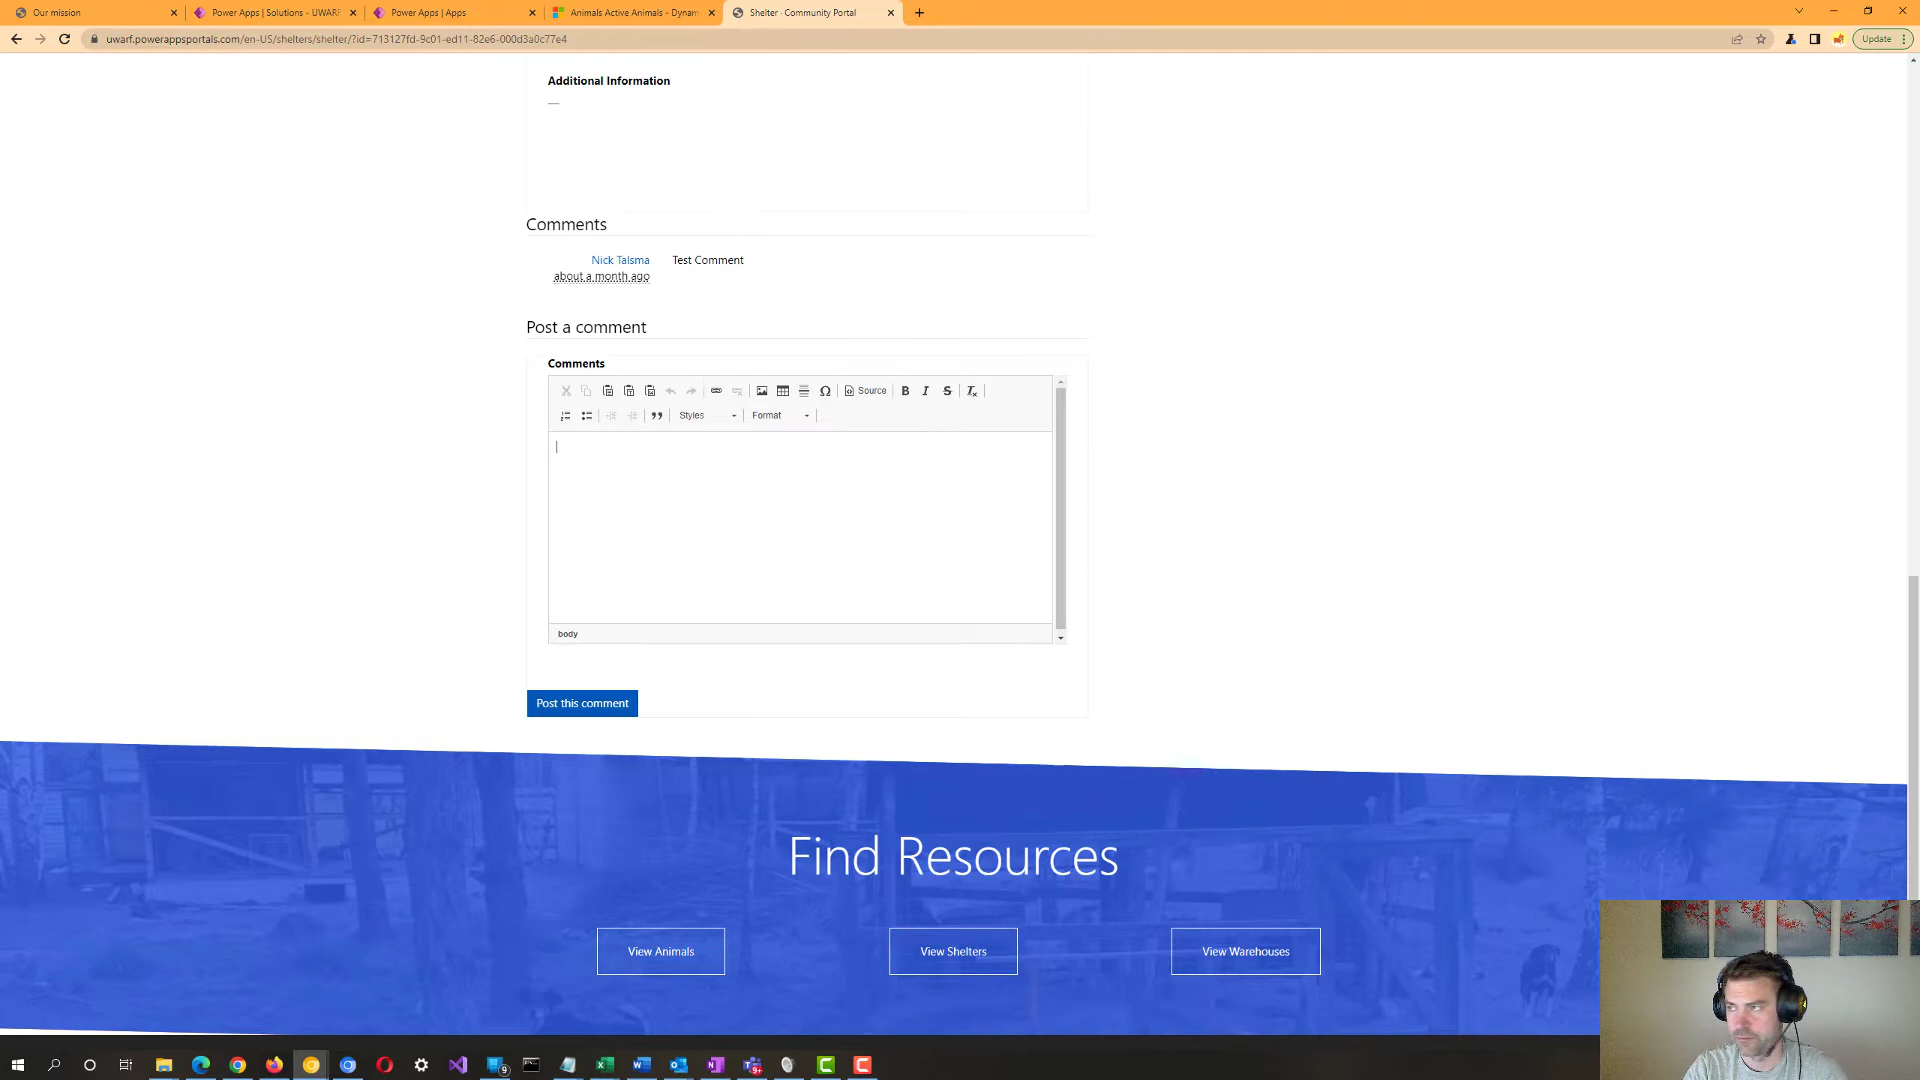 Our mission
Power Apps | Solutions - UWARF
Power Apps | Apps
Animals Active Animals - Dynam
Shelter · Community Portal
uwarf.powerappsportals.com/en-US/shelters/shelter/?id=713127fd-9c01-ed11-82e6-000d3a0c77e4
Update
Additional Information
—
Comments
Nick Talsma
Test Comment
about a month ago
Post a comment
Comments
Source
Styles
Format
body
Post this comment
Find Resources
View Animals
View Shelters
View Warehouses
9
9+